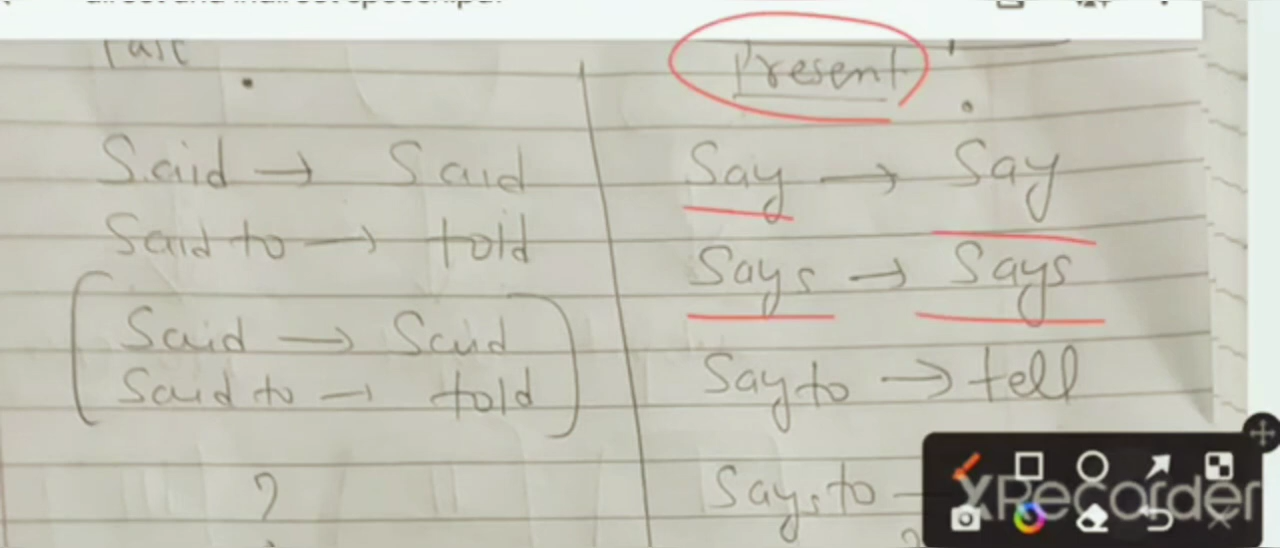 Present
Said → Said
Said to → told
Said → Said
Said to → told
?
Say → Say
Says → Says
Say to → tell
Says to →
XRecorder